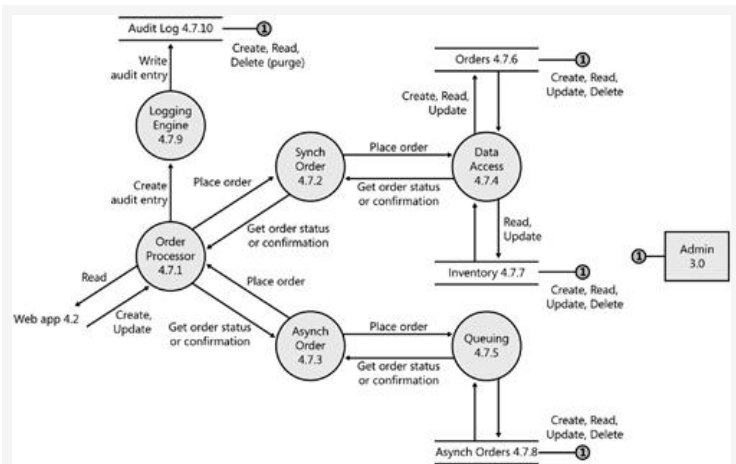 Audit Log 4.7.10
1
Create, Read,
Delete (purge)
Write
audit entry
Logging
Engine
4.7.9
Create
audit entry
Orders 4.7.6
1
Create, Read,
Update, Delete
Create, Read,
Update
Synch
Order
4.7.2
Place order
Data
Access
4.7.4
Place order
Get order status
or confirmation
Get order status
or confirmation
Read,
Update
Order
Processor
4.7.1
Inventory 4.7.7
1
Create, Read,
Update, Delete
1
Admin
3.0
Read
Web app 4.2
Create,
Update
Place order
Get order status
or confirmation
Asynch
Order
4.7.3
Place order
Get order status
or confirmation
Queuing
4.7.5
Create, Read,
Update, Delete
Asynch Orders 4.7.8
1